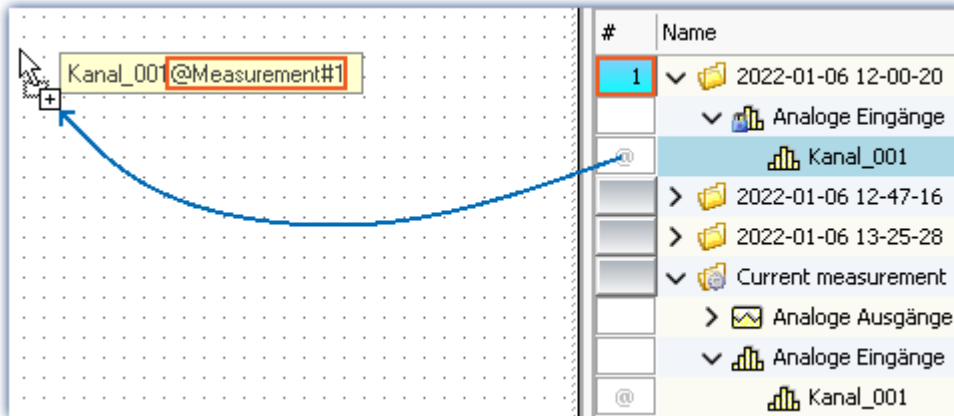 Kanal_001@Measurement#1
# Name
1 2022-01-06 12-00-20
Analoge Eingänge
@ Kanal_001
2022-01-06 12-47-16
2022-01-06 13-25-28
Current measurement
Analoge Ausgänge
Analoge Eingänge
@ Kanal_001